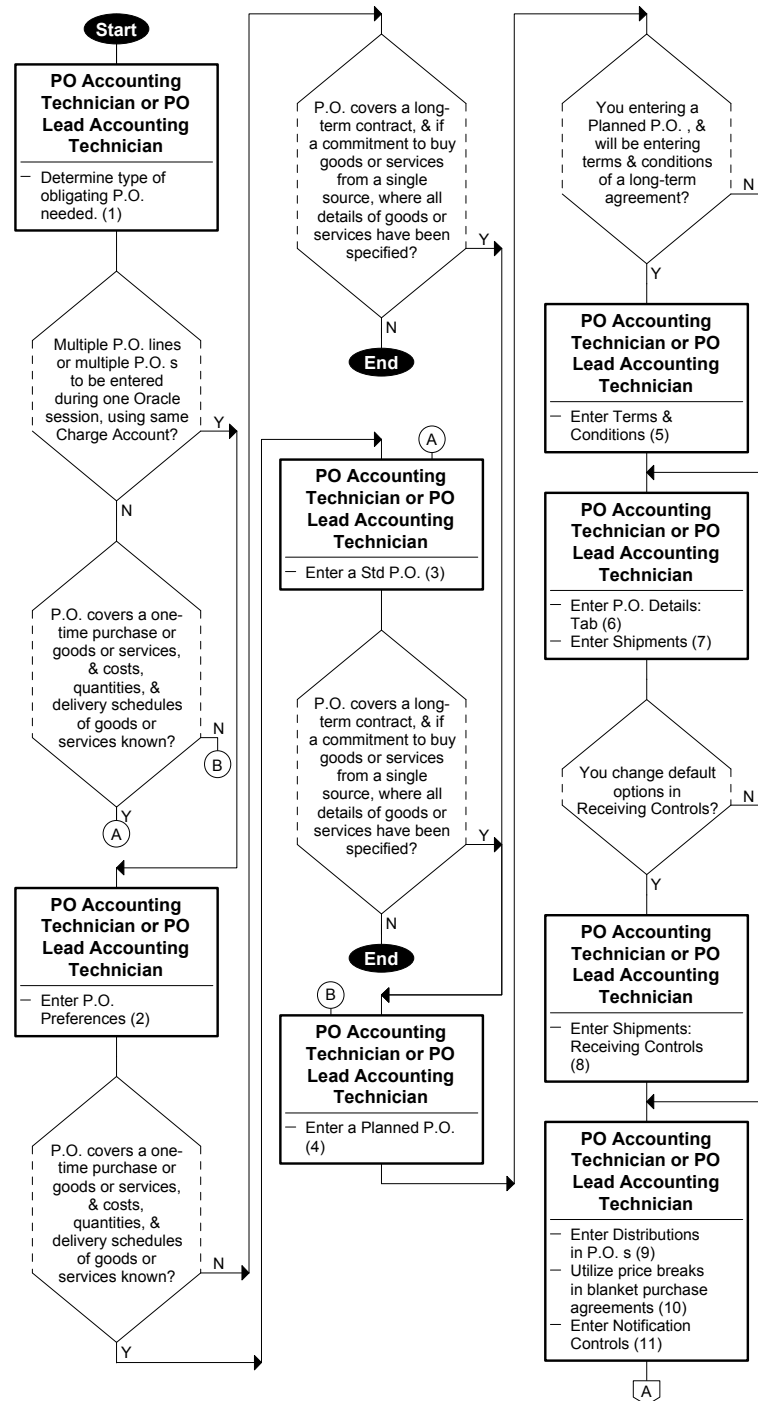 Start
PO Accounting
Technician or PO
Lead Accounting
Technician
– Determine type of
obligating P.O.
needed. (1)
Multiple P.O. lines
or multiple P.O. s
to be entered
during one Oracle
session, using same
Charge Account?
Y
N
P.O. covers a one-
time purchase or
goods or services,
& costs,
quantities, &
delivery schedules
of goods or
services known?
N
B
Y
A
PO Accounting
Technician or PO
Lead Accounting
Technician
– Enter P.O.
Preferences (2)
P.O. covers a one-
time purchase or
goods or services,
& costs,
quantities, &
delivery schedules
of goods or
services known?
N
Y
P.O. covers a long-
term contract, & if
a commitment to buy
goods or services
from a single
source, where all
details of goods or
services have been
specified?
Y
N
End
A
PO Accounting
Technician or PO
Lead Accounting
Technician
– Enter a Std P.O. (3)
P.O. covers a long-
term contract, & if
a commitment to buy
goods or services
from a single
source, where all
details of goods or
services have been
specified?
Y
N
End
B
PO Accounting
Technician or PO
Lead Accounting
Technician
– Enter a Planned P.O.
(4)
You entering a
Planned P.O. , &
will be entering
terms & conditions
of a long-term
agreement?
N
Y
PO Accounting
Technician or PO
Lead Accounting
Technician
– Enter Terms &
Conditions (5)
PO Accounting
Technician or PO
Lead Accounting
Technician
– Enter P.O. Details:
Tab (6)
– Enter Shipments (7)
You change default
options in
Receiving Controls?
N
Y
PO Accounting
Technician or PO
Lead Accounting
Technician
– Enter Shipments:
Receiving Controls
(8)
PO Accounting
Technician or PO
Lead Accounting
Technician
– Enter Distributions
in P.O. s (9)
– Utilize price breaks
in blanket purchase
agreements (10)
– Enter Notification
Controls (11)
A